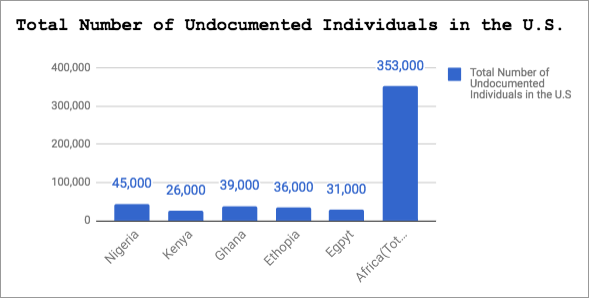 Total Number of Undocumented Individuals in the U.S.
400,000
300,000
200,000
100,000
0
45,000
26,000
39,000
36,000
31,000
353,000
Nigeria
Kenya
Ghana
Ethopia
Egpyt
Africa(Tot...
Total Number of
Undocumented
Individuals in the U.S